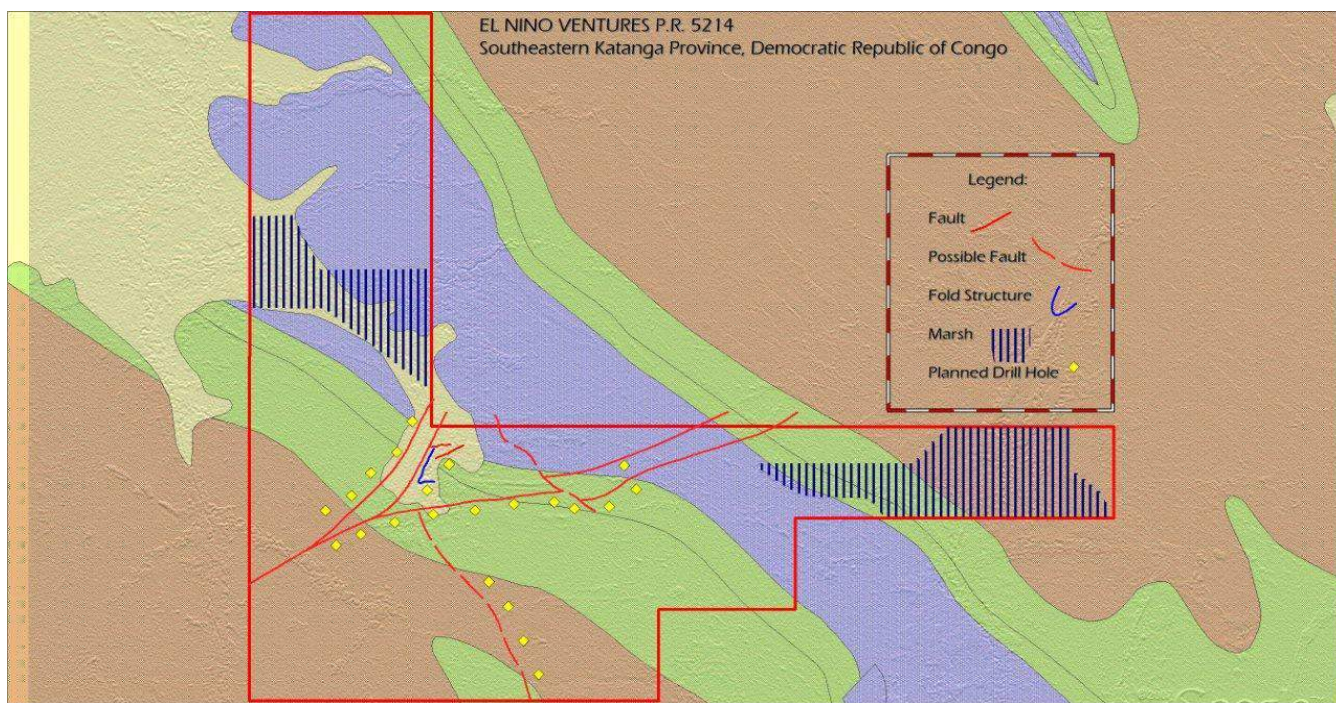 EL NINO VENTURES P.R. 5214
Southeastern Katanga Province, Democratic Republic of Congo
Legend:
Fault
Possible Fault
Fold Structure
Marsh
Planned Drill Hole